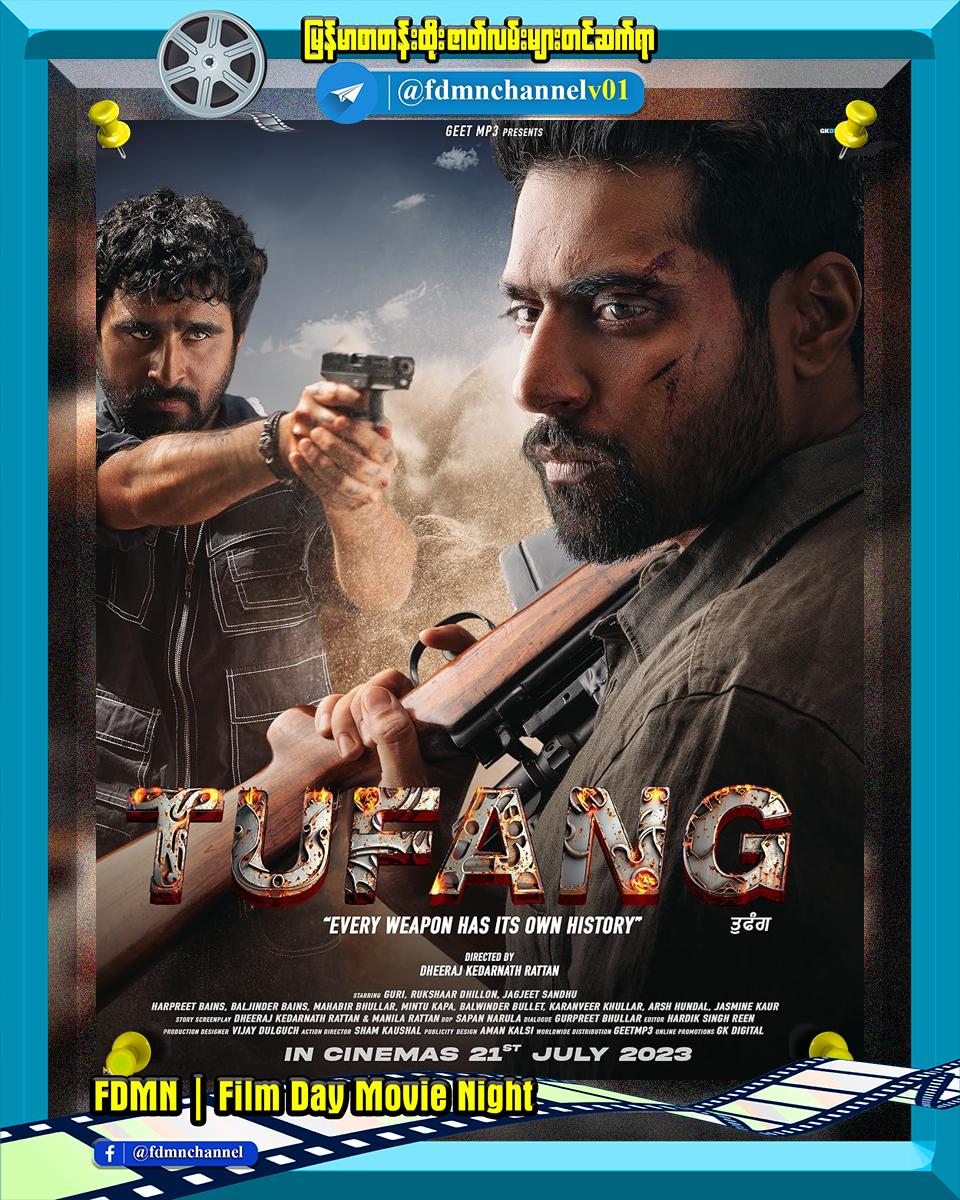 မြန်မာစာတန်းထိုးဇာတ်လမ်းများတင်ဆက်ရာ
@fdmnchannelv01
GEET MP3 PRESENTS
TUFANG
"EVERY WEAPON HAS ITS OWN HISTORY"
ਤੁਫੰਗ
DIRECTED BY
DHEERAJ KEDARNATH RATTAN
STARRING GURI, RUKSHAAR DHILLON, JAGJEET SANDHU
HARPREET BAINS, BALJINDER BAINS, MAHABIR BHULLAR, MINTU KAPA, BALWINDER BULLET, KARANVEER KHULLAR, ARSH HUNDAL, JASMINE KAUR
STORY SCREENPLAY DHEERAJ KEDARNATH RATTAN & MANILA RATTAN DOP SAPAN NARULA DIALOGUE GURPREET BHULLAR EDITOR HARDIK SINGH REEN
PRODUCTION DESIGNER VIJAY DULGUCH ACTION DIRECTOR SHAM KAUSHAL PUBLICITY DESIGN AMAN KALSI WORLDWIDE DISTRIBUTION GEETMP3 ONLINE PROMOTIONS GK DIGITAL
IN CINEMAS 21ST JULY 2023
FDMN | Film Day Movie Night
@fdmnchannel